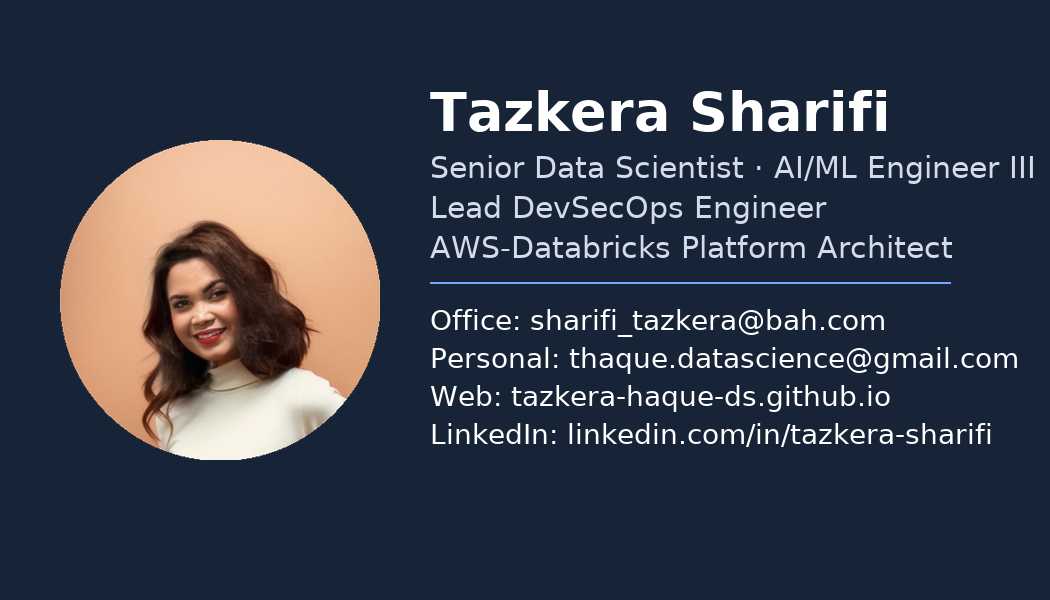 Tazkera Sharifi
Senior Data Scientist · AI/ML Engineer III
Lead DevSecOps Engineer
AWS-Databricks Platform Architect
Office: sharifi_tazkera@bah.com
Personal: thaque.datascience@gmail.com
Web: tazkera-haque-ds.github.io
LinkedIn: linkedin.com/in/tazkera-sharifi